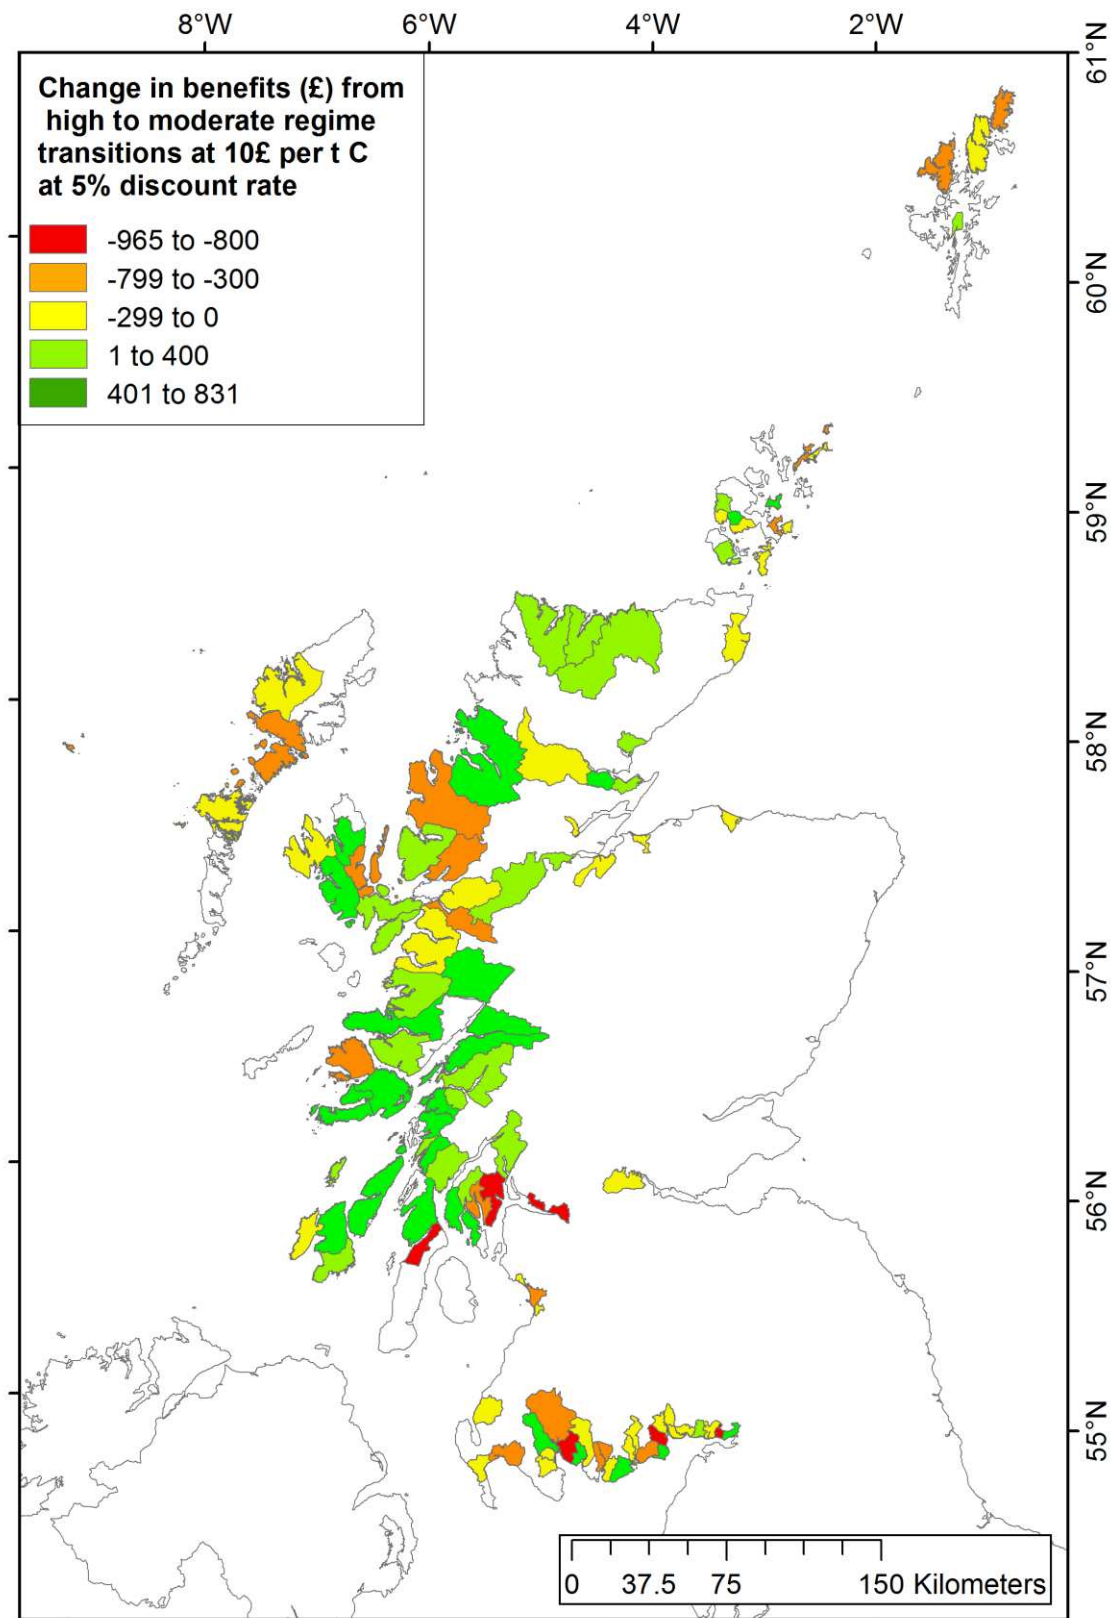 8°W 6°W 4°W 2°W
61°N
Change in benefits (£) from
high to moderate regime
transitions at 10£ per t C
at 5% discount rate
-965 to -800
-799 to -300
-299 to 0
1 to 400
401 to 831
60°N
59°N
58°N
57°N
56°N
55°N
0 37.5 75 150 Kilometers